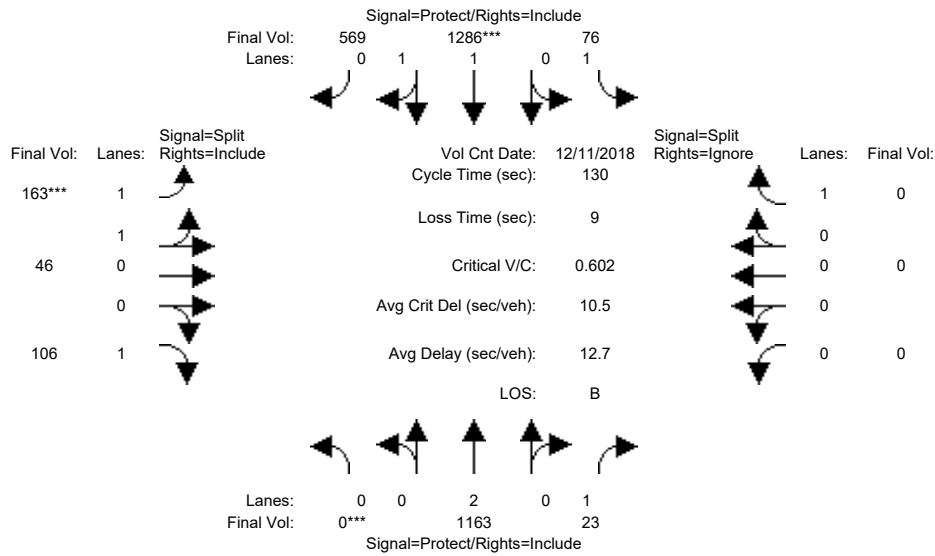 Signal=Protect/Rights=Include
Final Vol: 569 1286*** 76
Lanes: 0 1 1 0 1
Signal=Split Signal=Split
Final Vol: Lanes: Rights=Include Vol Cnt Date: 12/11/2018 Rights=Ignore Lanes: Final Vol:
Cycle Time (sec): 130
163*** 1 1 0
Loss Time (sec): 9
1 0
46 0 Critical V/C: 0.602 0 0
0 Avg Crit Del (sec/veh): 10.5 0
106 1 Avg Delay (sec/veh): 12.7 0 0
LOS: B
Lanes: 0 0 2 0 1
Final Vol: 0*** 1163 23
Signal=Protect/Rights=Include